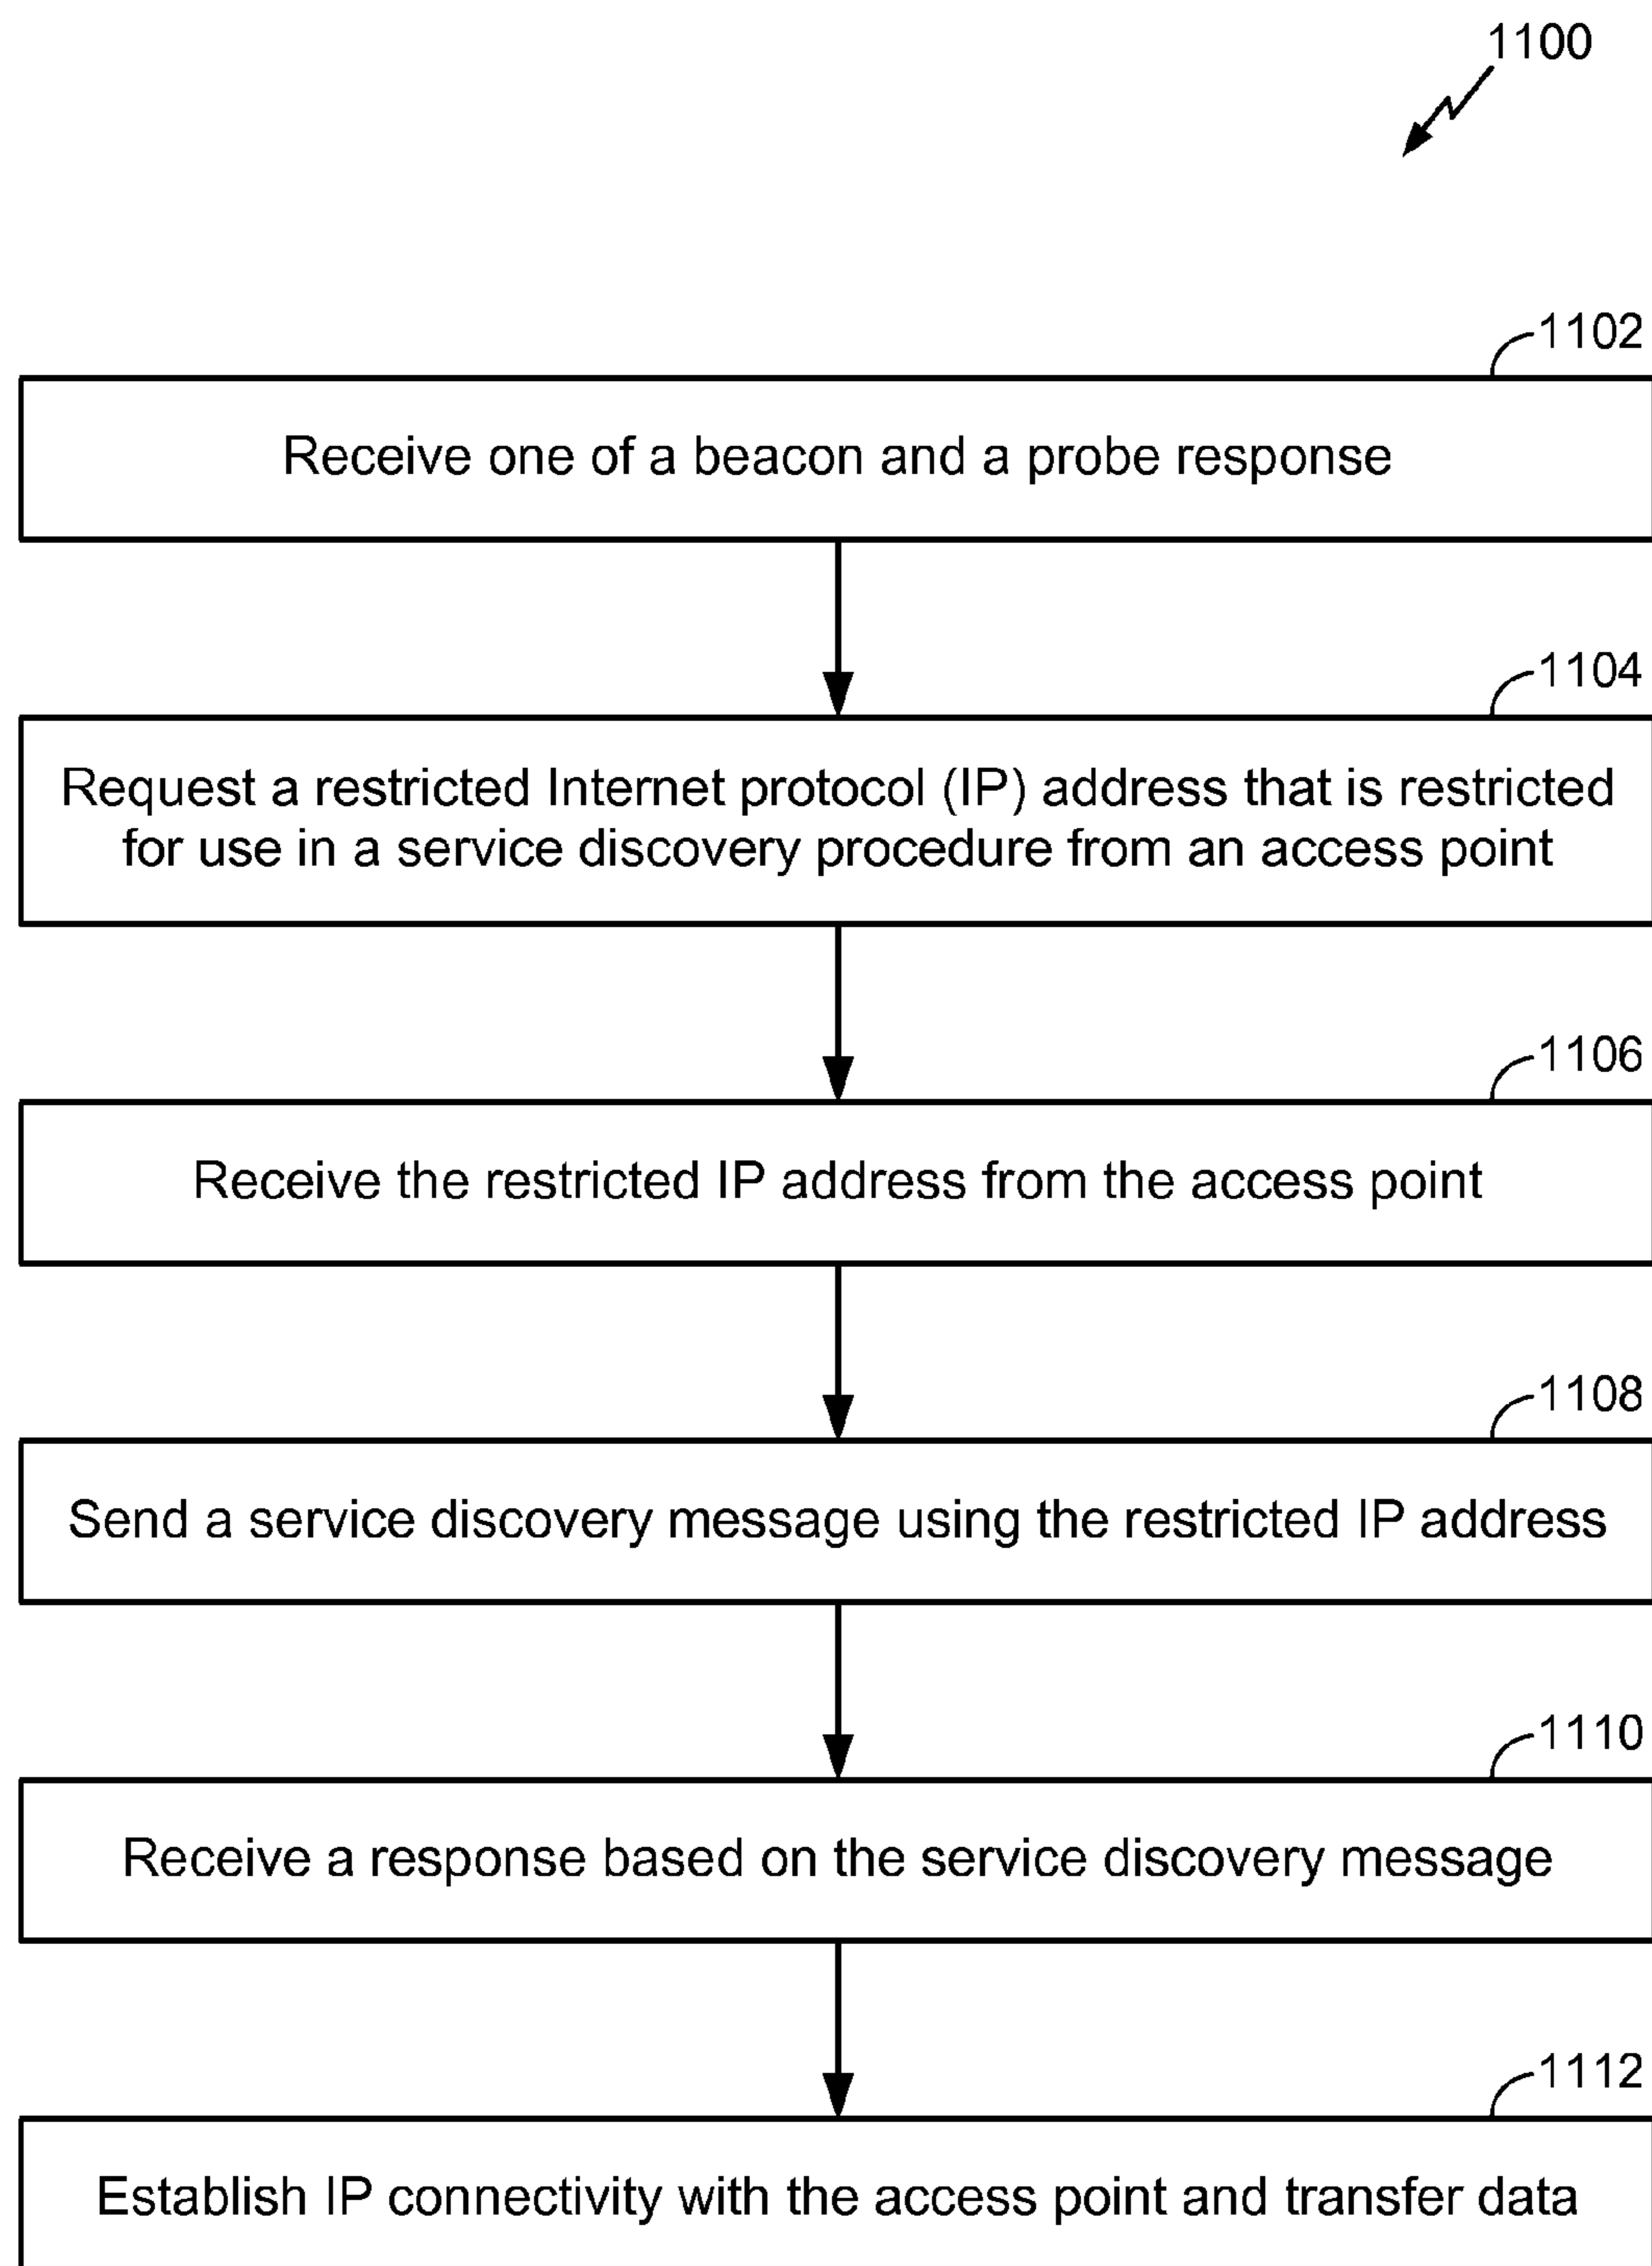 1100
1102
Receive one of a beacon and a probe response
1104
Request a restricted Internet protocol (IP) address that is restricted
for use in a service discovery procedure from an access point
1106
Receive the restricted IP address from the access point
1108
Send a service discovery message using the restricted IP address
1110
Receive a response based on the service discovery message
1112
Establish IP connectivity with the access point and transfer data